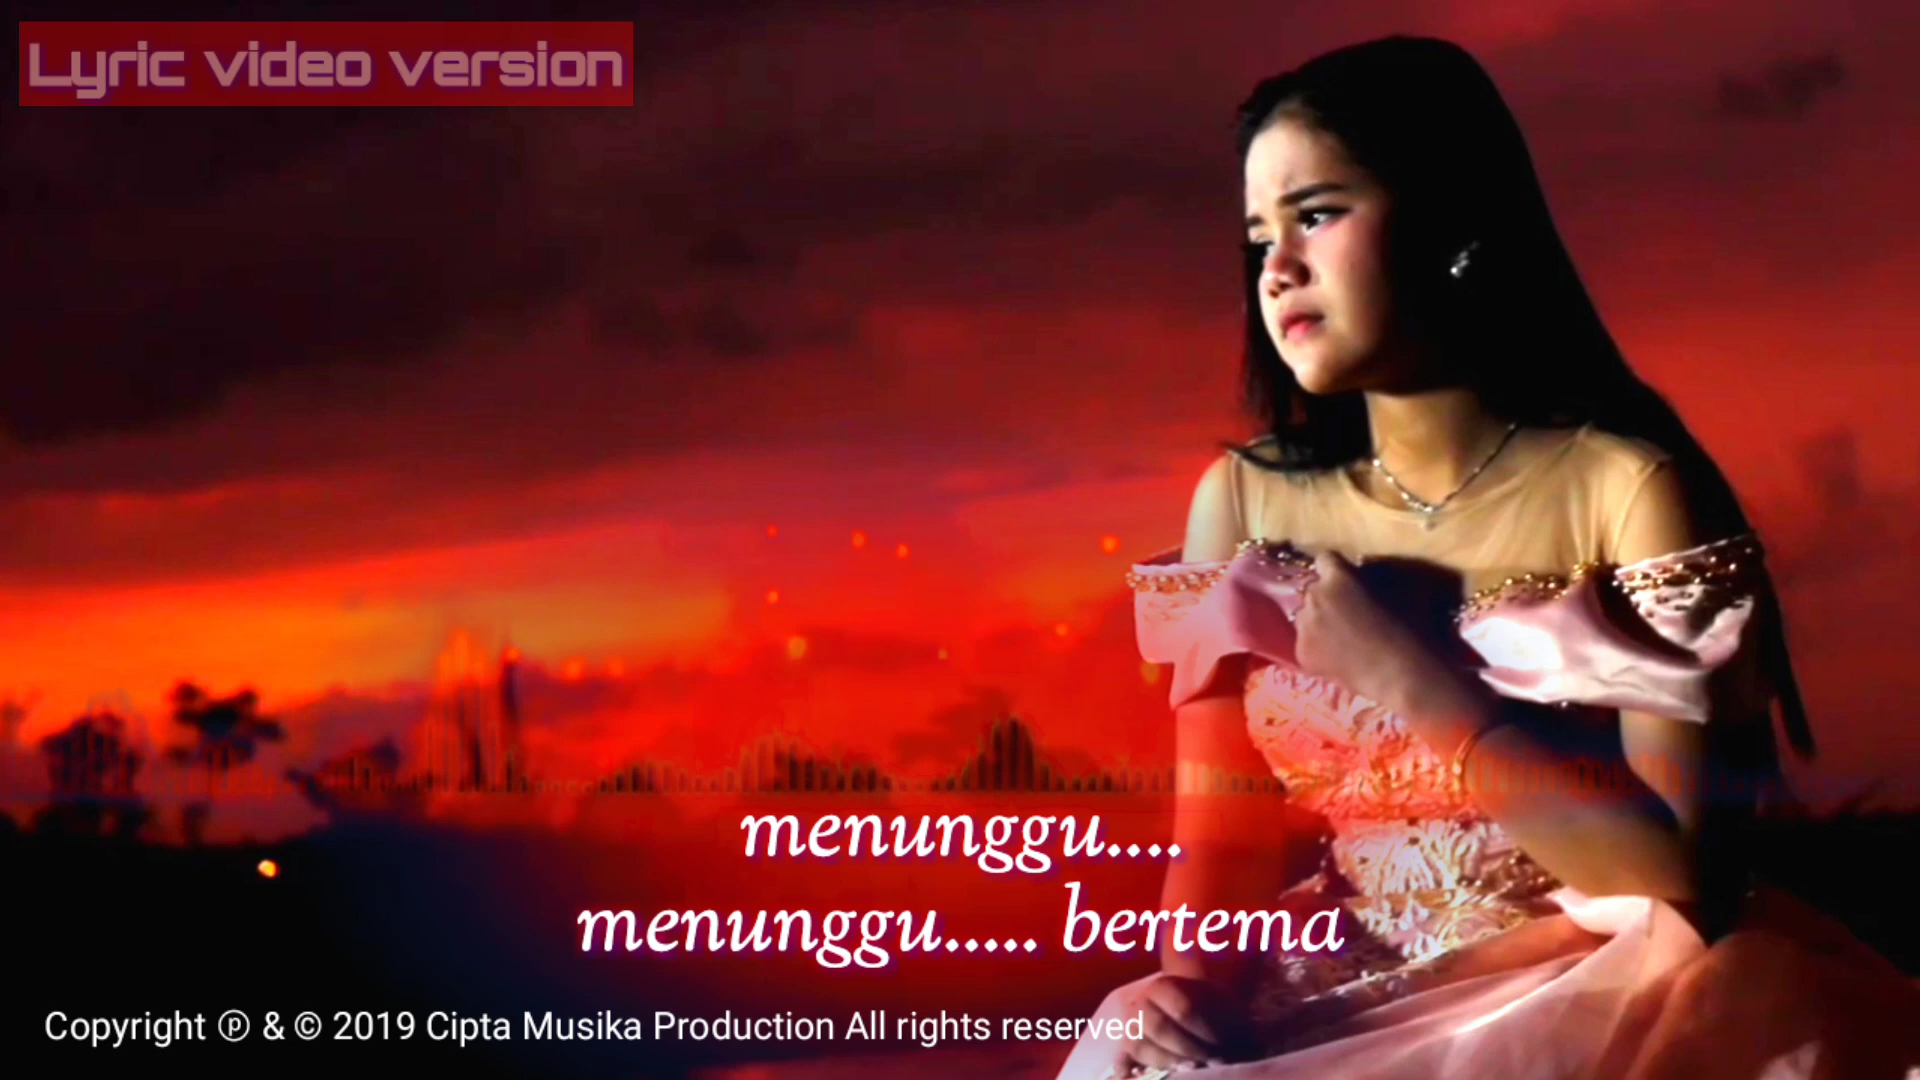 Lyric video version
menunggu....
menunggu..... bertema
Copyright ℗ & © 2019 Cipta Musika Production All rights reserved